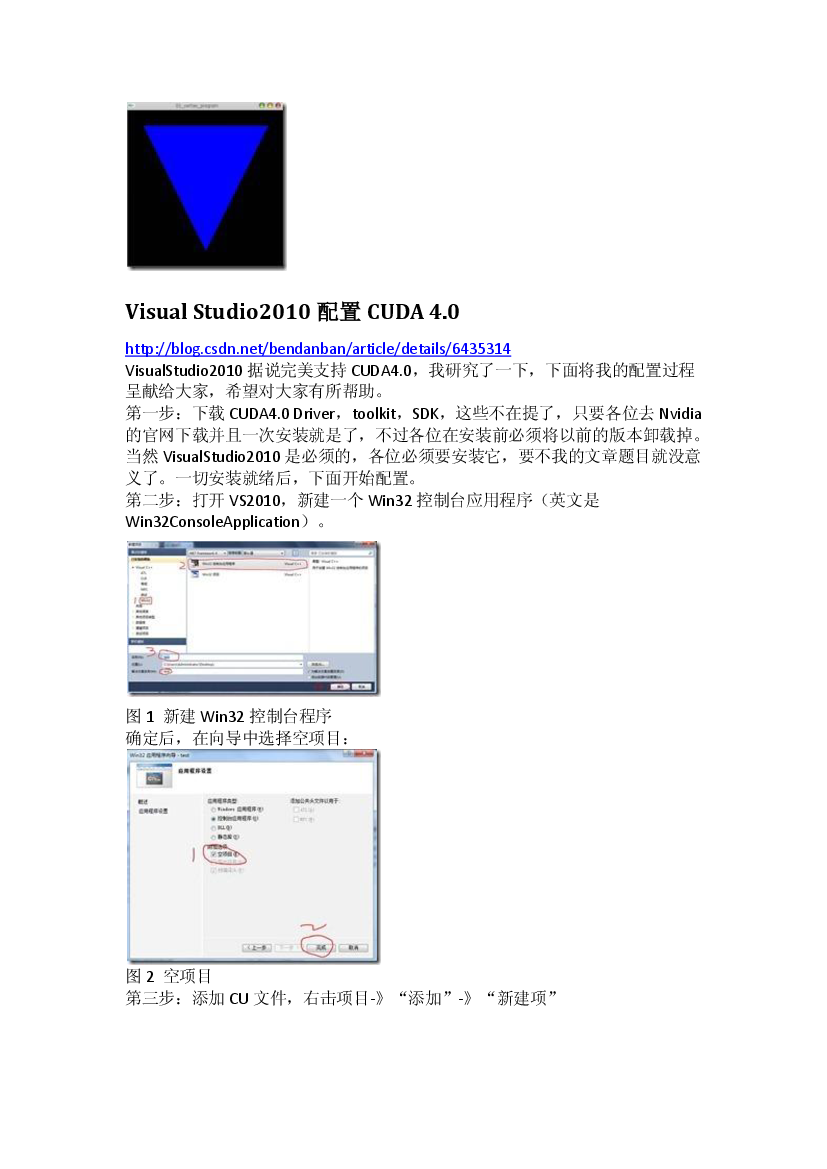 Visual Studio2010 配置 CUDA 4.0
http://blog.csdn.net/bendanban/article/details/6435314
VisualStudio2010 据说完美支持 CUDA4.0，我研究了一下，下面将我的配置过程
呈献给大家，希望对大家有所帮助。
第一步：下载 CUDA4.0 Driver，toolkit，SDK，这些不在提了，只要各位去 Nvidia
的官网下载并且一次安装就是了，不过各位在安装前必须将以前的版本卸载掉。
当然 VisualStudio2010 是必须的，各位必须要安装它，要不我的文章题目就没意
义了。一切安装就绪后，下面开始配置。
第二步：打开 VS2010，新建一个 Win32 控制台应用程序（英文是
Win32ConsoleApplication）。
2
1
3
图 1  新建 Win32 控制台程序
确定后，在向导中选择空项目：
Win32 应用程序向导 - test
应用程序设置
概述
应用程序设置
应用程序类型:
添加公共头文件以用于:
Windows 应用程序(W)
控制台应用程序(O)
DLL(D)
静态库(S)
附加选项:
1
空项目(E)
2
< 上一步
完成
取消
图 2  空项目
第三步：添加 CU 文件，右击项目-》“添加”-》“新建项”